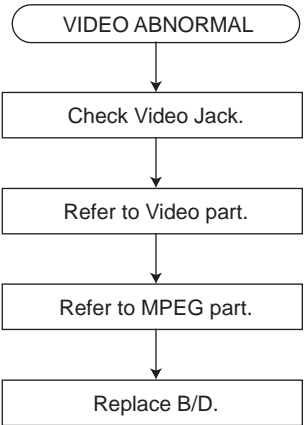 VIDEO ABNORMAL
Check Video Jack.
Refer to Video part.
Refer to MPEG part.
Replace B/D.